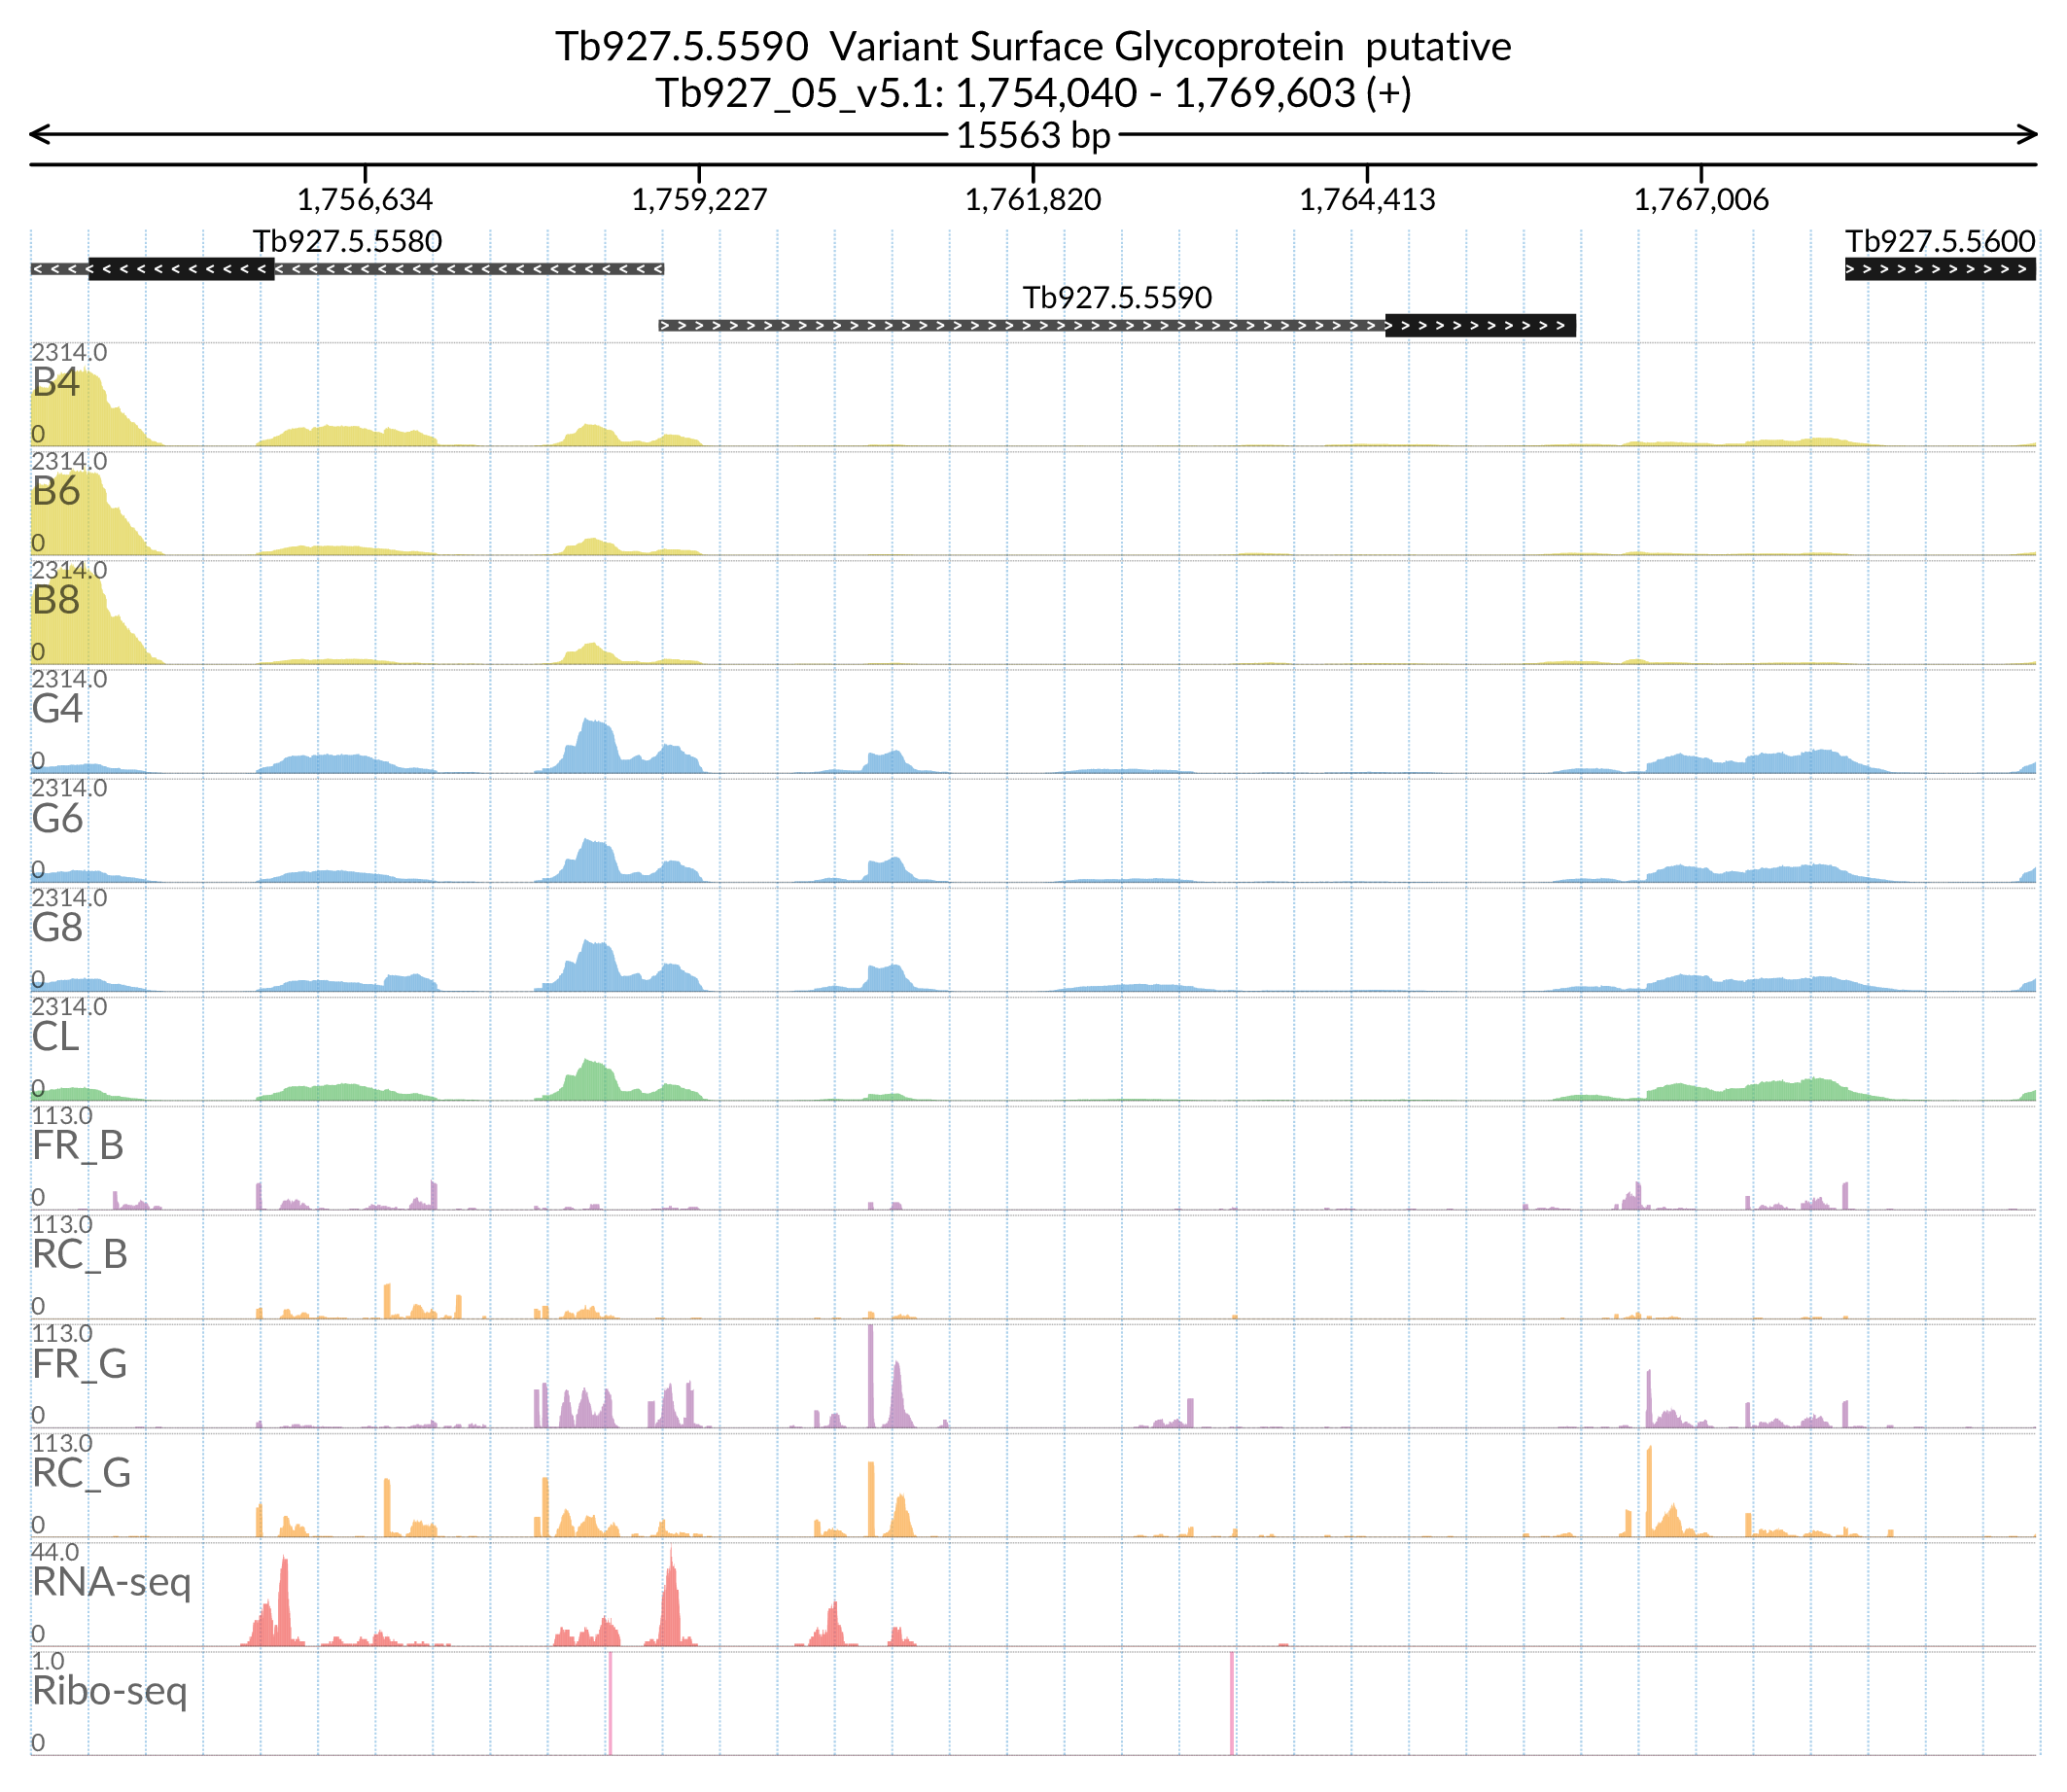 Tb927.5.5590  Variant Surface Glycoprotein  putative
Tb927_05_v5.1: 1,754,040 - 1,769,603 (+)
15563 bp
1,756,634 1,759,227 1,761,820 1,764,413 1,767,006
Tb927.5.5580 Tb927.5.5600
Tb927.5.5590
2314.0
B4
0
2314.0
B6
0
2314.0
B8
0
2314.0
G4
0
2314.0
G6
0
2314.0
G8
0
2314.0
CL
0
113.0
FR_B
0
113.0
RC_B
0
113.0
FR_G
0
113.0
RC_G
0
44.0
RNA-seq
0
1.0
Ribo-seq
0